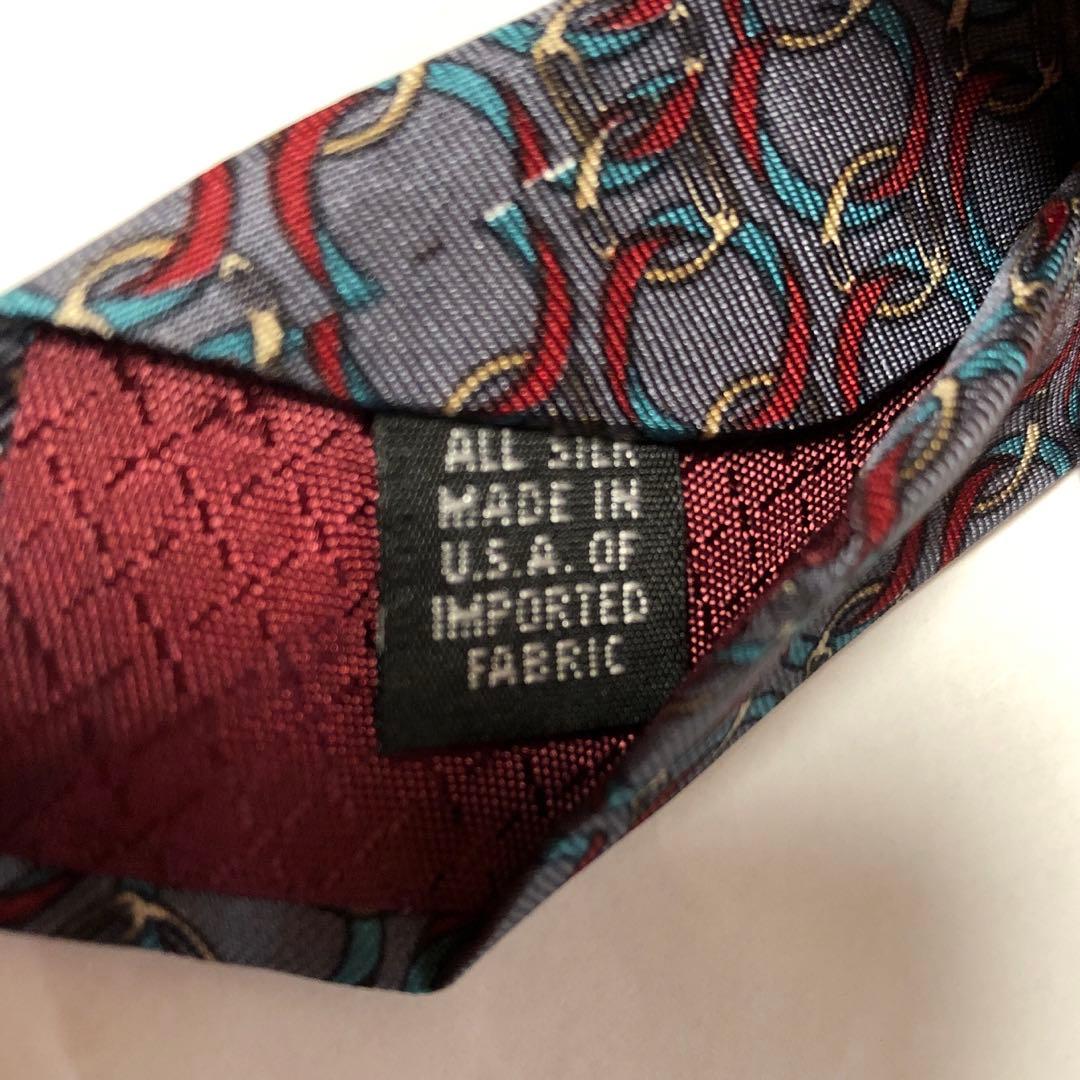 ALL SILK
MADE IN
U.S.A. OF
IMPORTED
FABRIC